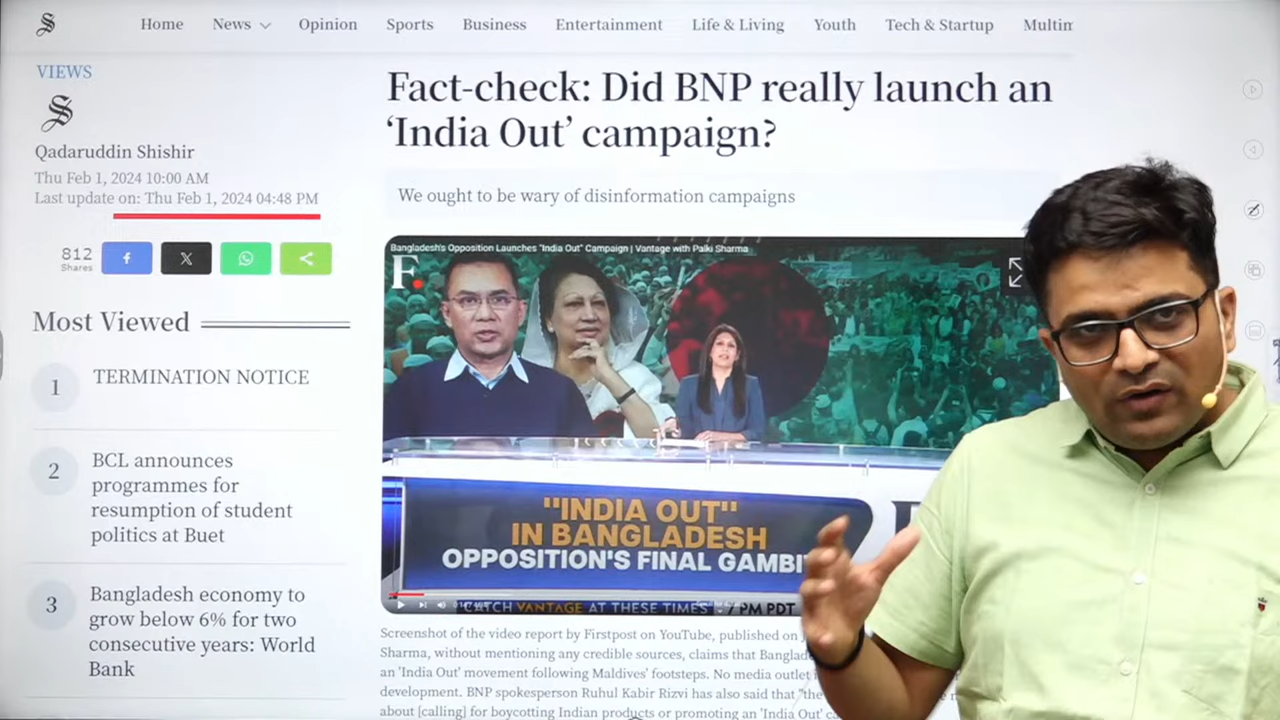 Home News Opinion Sports Business Entertainment Life & Living Youth Tech & Startup
VIEWS
Qadaruddin Shishir
Thu Feb 1, 2024 10:00 AM
Last update on: Thu Feb 1, 2024 04:48 PM
812
Shares
Most Viewed
1 TERMINATION NOTICE
2 BCL announces
programmes for
resumption of student
politics at Buet
3 Bangladesh economy to
grow below 6% for two
consecutive years: World
Bank
Fact-check: Did BNP really launch an
‘India Out’ campaign?
We ought to be wary of disinformation campaigns
Bangladesh's Opposition Launches "India Out" Campaign | Vantage with Palki Sharma
F.
"INDIA OUT"
IN BANGLADESH
OPPOSITION'S FINAL
CATCH VANTAGE AT THESE TIMES 7 PM PDT
Screenshot of the video report by Firstpost on YouTube, published on
Sharma, without mentioning any credible sources, claims that
an 'India Out' movement following Maldives' footsteps. No media outlet
development. BNP spokesperson Ruhul Kabir Rizvi has also said that "the
about [calling] for boycotting Indian products or promoting an 'India Out'